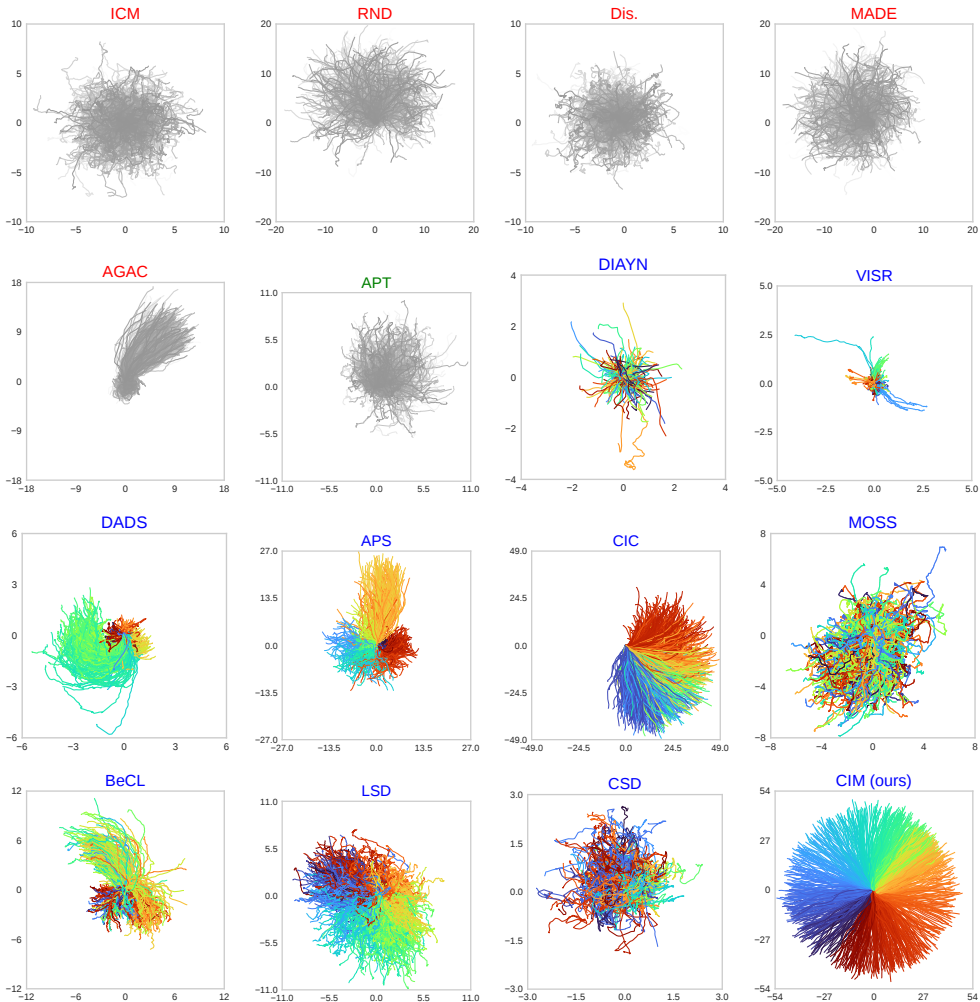 ICM RND Dis. MADE
10 20 10 20
5 10 5 10
0 0 0 0
−5 −10 −5 −10
−10 −20 −10 −20
−10 −5 0 5 10 −20 −10 0 10 20 −10 −5 0 5 10 −20 −10 0 10 20
AGAC APT DIAYN VISR
18 11.0 4 5.0
9 5.5 2 2.5
0 0.0 0 0.0
−9 −5.5 −2 −2.5
−18 −11.0 −4 −5.0
−18 −9 0 9 18 −11.0 −5.5 0.0 5.5 11.0 −4 −2 0 2 4 −5.0 −2.5 0.0 2.5 5.0
DADS APS CIC MOSS
6 27.0 49.0 8
3 13.5 24.5 4
0 0.0 0.0 0
−3 −13.5 −24.5 −4
−6 −27.0 −49.0 −8
−6 −3 0 3 6 −27.0 −13.5 0.0 13.5 27.0 −49.0 −24.5 0.0 24.5 49.0 −8 −4 0 4 8
BeCL LSD CSD CIM (ours)
12 11.0 3.0 54
6 5.5 1.5 27
0 0.0 0.0 0
−6 −5.5 −1.5 −27
−12 −11.0 −3.0 −54
−12 −6 0 6 12 −11.0 −5.5 0.0 5.5 11.0 −3.0 −1.5 0.0 1.5 3.0 −54 −27 0 27 54